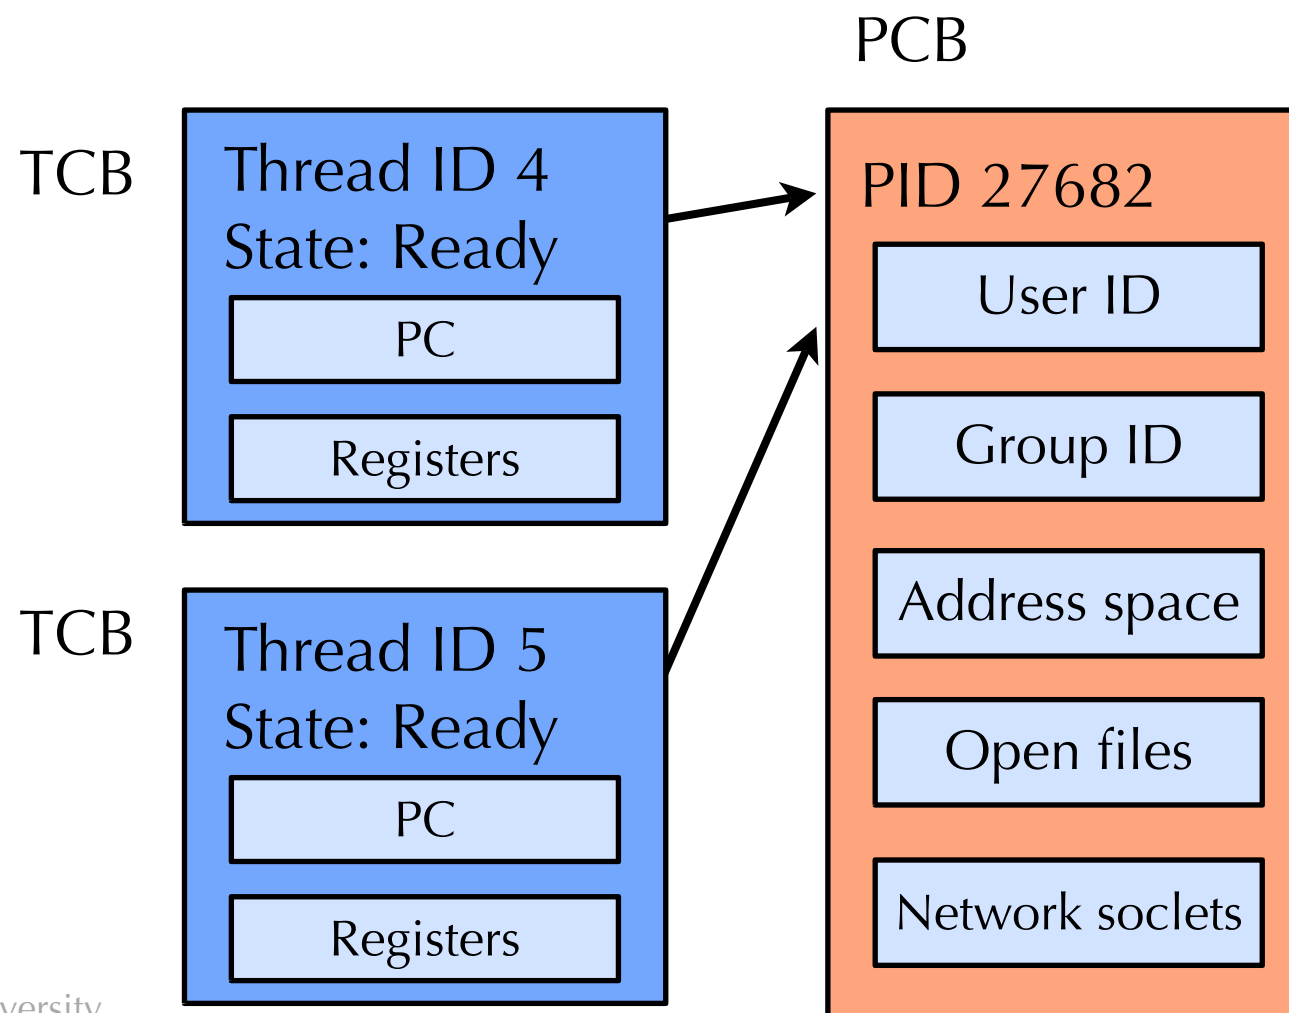 PCB
TCB
Thread ID 4
State: Ready
PC
Registers
TCB
Thread ID 5
State: Ready
PC
Registers
PID 27682
User ID
Group ID
Address space
Open files
Network soclets